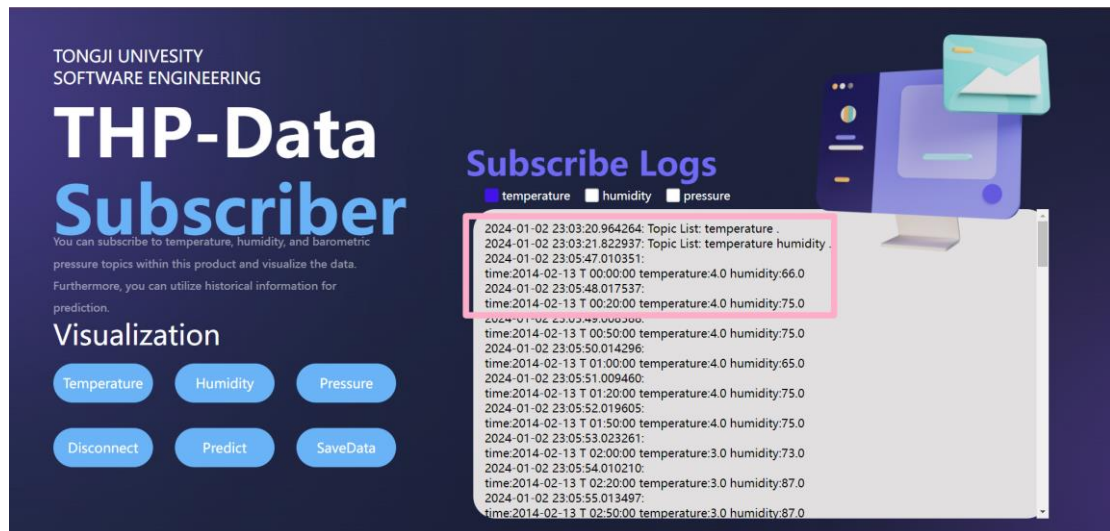 TONGJI UNIVESITY
SOFTWARE ENGINEERING
THP-Data
Subscriber
You can subscribe to temperature, humidity, and barometric
pressure topics within this product and visualize the data.
Furthermore, you can utilize historical information for
prediction.
Visualization
Temperature Humidity Pressure
Disconnect Predict SaveData
Subscribe Logs
temperature humidity pressure
2024-01-02 23:03:20.964264: Topic List: temperature .
2024-01-02 23:03:21.822937: Topic List: temperature humidity .
2024-01-02 23:05:47.010351:
time:2014-02-13 T 00:00:00 temperature:4.0 humidity:66.0
2024-01-02 23:05:48.017537:
time:2014-02-13 T 00:20:00 temperature:4.0 humidity:75.0
2024-01-02 23:05:49.008588:
time:2014-02-13 T 00:50:00 temperature:4.0 humidity:75.0
2024-01-02 23:05:50.014296:
time:2014-02-13 T 01:00:00 temperature:4.0 humidity:65.0
2024-01-02 23:05:51.009460:
time:2014-02-13 T 01:20:00 temperature:4.0 humidity:75.0
2024-01-02 23:05:52.019605:
time:2014-02-13 T 01:50:00 temperature:4.0 humidity:75.0
2024-01-02 23:05:53.023261:
time:2014-02-13 T 02:00:00 temperature:3.0 humidity:73.0
2024-01-02 23:05:54.010210:
time:2014-02-13 T 02:20:00 temperature:3.0 humidity:87.0
2024-01-02 23:05:55.013497:
time:2014-02-13 T 02:50:00 temperature:3.0 humidity:87.0